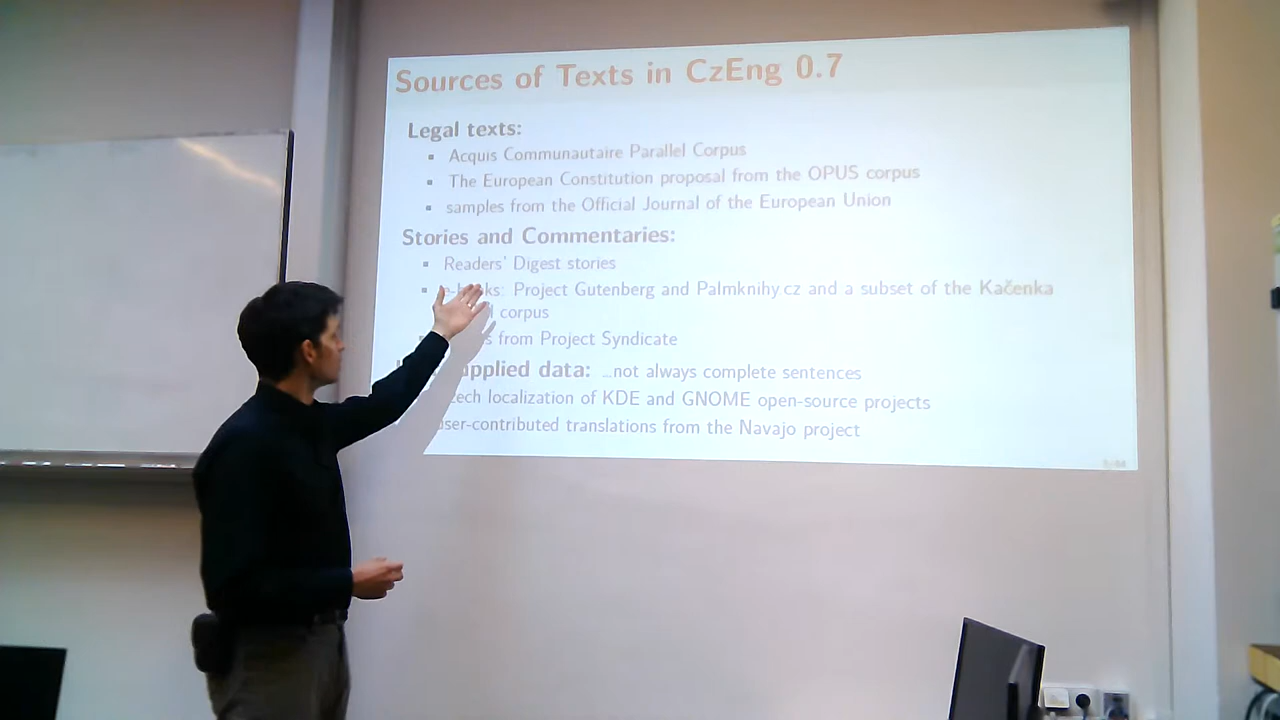 Sources of Texts in CzEng 0.7
Legal texts:
Acquis Communautaire Parallel Corpus
The European Constitution proposal from the OPUS corpus
samples from the Official Journal of the European Union
Stories and Commentaries:
Readers' Digest stories
Project Gutenberg and Palmknihy.cz and a subset of the Kačenka
corpus
from Project Syndicate
applied data: ...not always complete sentences
localization of KDE and GNOME open-source projects
user-contributed translations from the Navajo project